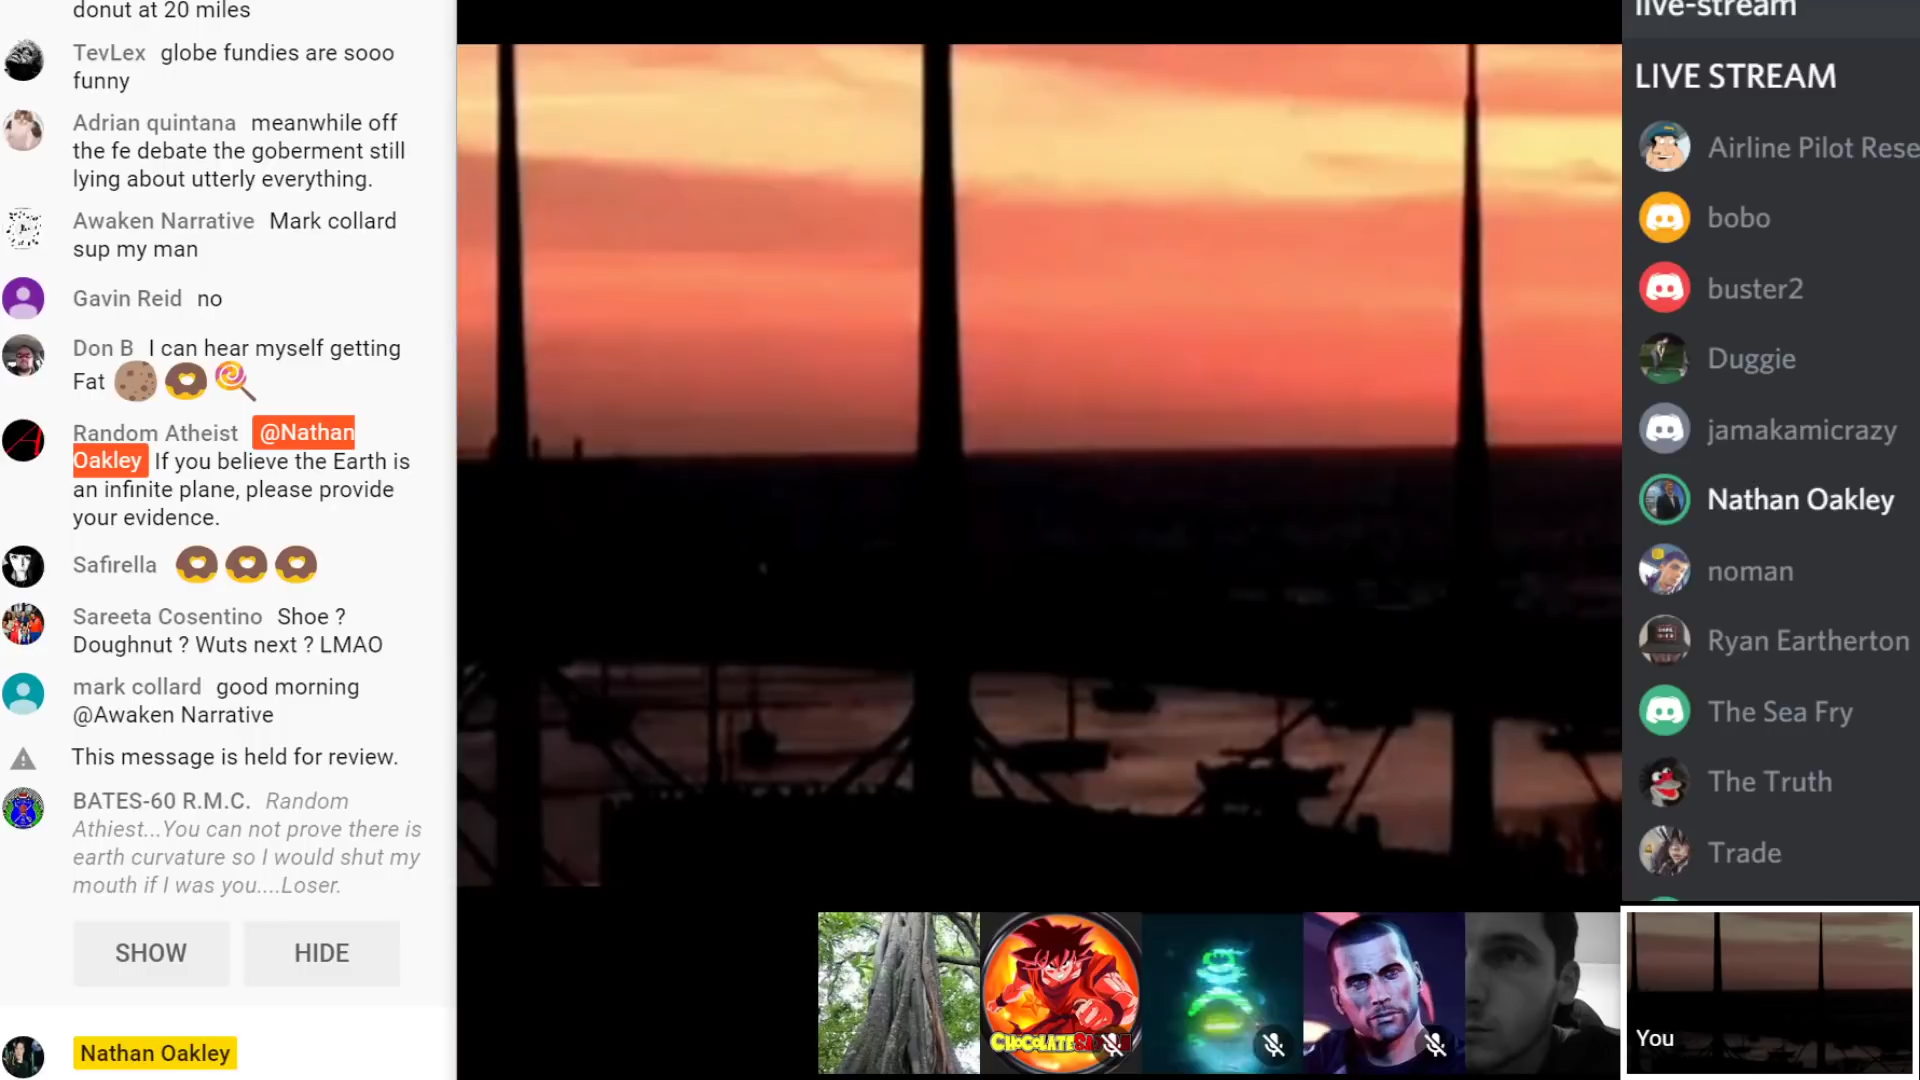 donut at 20 miles
TevLex globe fundies are sooo
funny
Adrian quintana meanwhile off
the fe debate the goberment still
lying about utterly everything.
Awaken Narrative Mark collard
sup my man
Gavin Reid no
Don B I can hear myself getting
Fat
Random Atheist @Nathan
Oakley If you believe the Earth is
an infinite plane, please provide
your evidence.
Safirella
Sareeta Cosentino Shoe ?
Doughnut ? Wuts next ? LMAO
mark collard good morning
@Awaken Narrative
This message is held for review.
BATES-60 R.M.C. Random
Athiest...You can not prove there is
earth curvature so I would shut my
mouth if I was you....Loser.
SHOW HIDE
Nathan Oakley
live-stream
LIVE STREAM
Airline Pilot Rese
bobo
buster2
Duggie
jamakamicrazy
Nathan Oakley
noman
Ryan Eartherton
The Sea Fry
The Truth
Trade
You